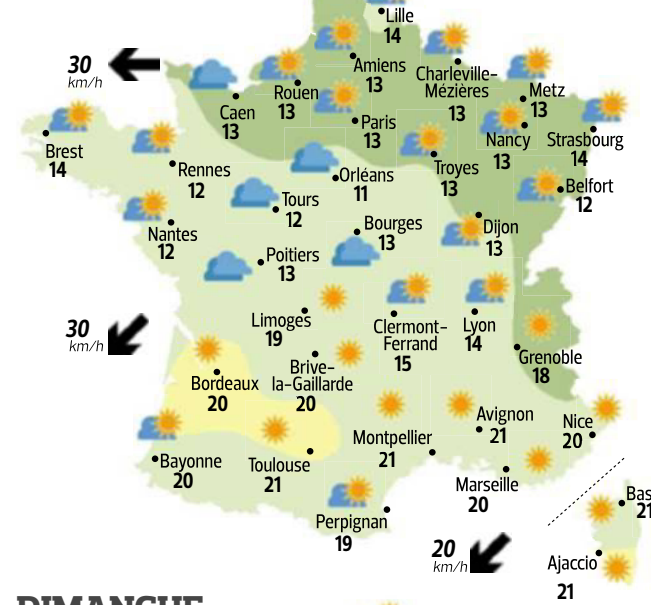 Lille
14
Amiens
13
30
km/h
Charleville-
Mézières
13
Rouen
13
Metz
13
Caen
13
Paris
13
Nancy
13
Strasbourg
14
Brest
14
Rennes
12
Troyes
13
Orléans
11
Belfort
12
Tours
12
Nantes
12
Bourges
13
Dijon
13
Poitiers
13
Limoges
19
Clermont-
Ferrand
15
Lyon
14
30
km/h
Grenoble
18
Brive-
la-Gaillarde
20
Bordeaux
20
Avignon
21
Nice
20
Montpellier
21
Bayonne
20
Toulouse
21
Marseille
20
Perpignan
19
Bas
21
20
km/h
Ajaccio
21
DIMANCHE